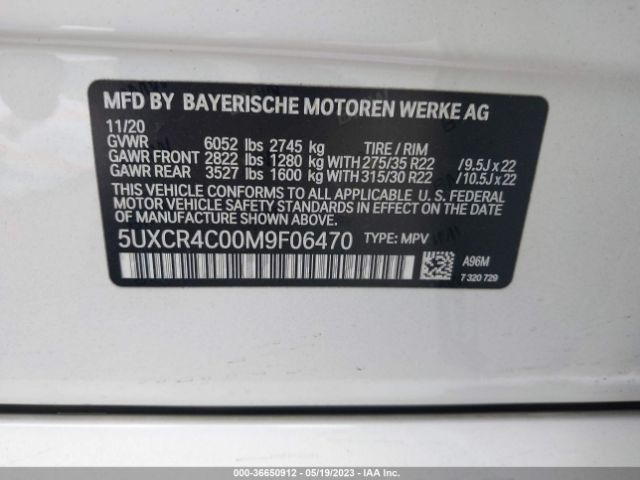 MFD BY BAYERISCHE MOTOREN WERKE AG
11/20
GVWR 6052 lbs 2745 kg TIRE / RIM
GAWR FRONT 2822 lbs 1280 kg WITH 275/35 R22 / 9.5J x 22
GAWR REAR 3527 lbs 1600 kg WITH 315/30 R22 / 10.5J x 22
THIS VEHICLE CONFORMS TO ALL APPLICABLE U. S. FEDERAL
MOTOR VEHICLE SAFETY STANDARDS IN EFFECT ON THE DATE OF
MANUFACTURE SHOWN ABOVE.
5UXCR4C00M9F06470 TYPE: MPV
A96M
7 320 729
000-36650912 - 05/19/2023 - IAAI.COM